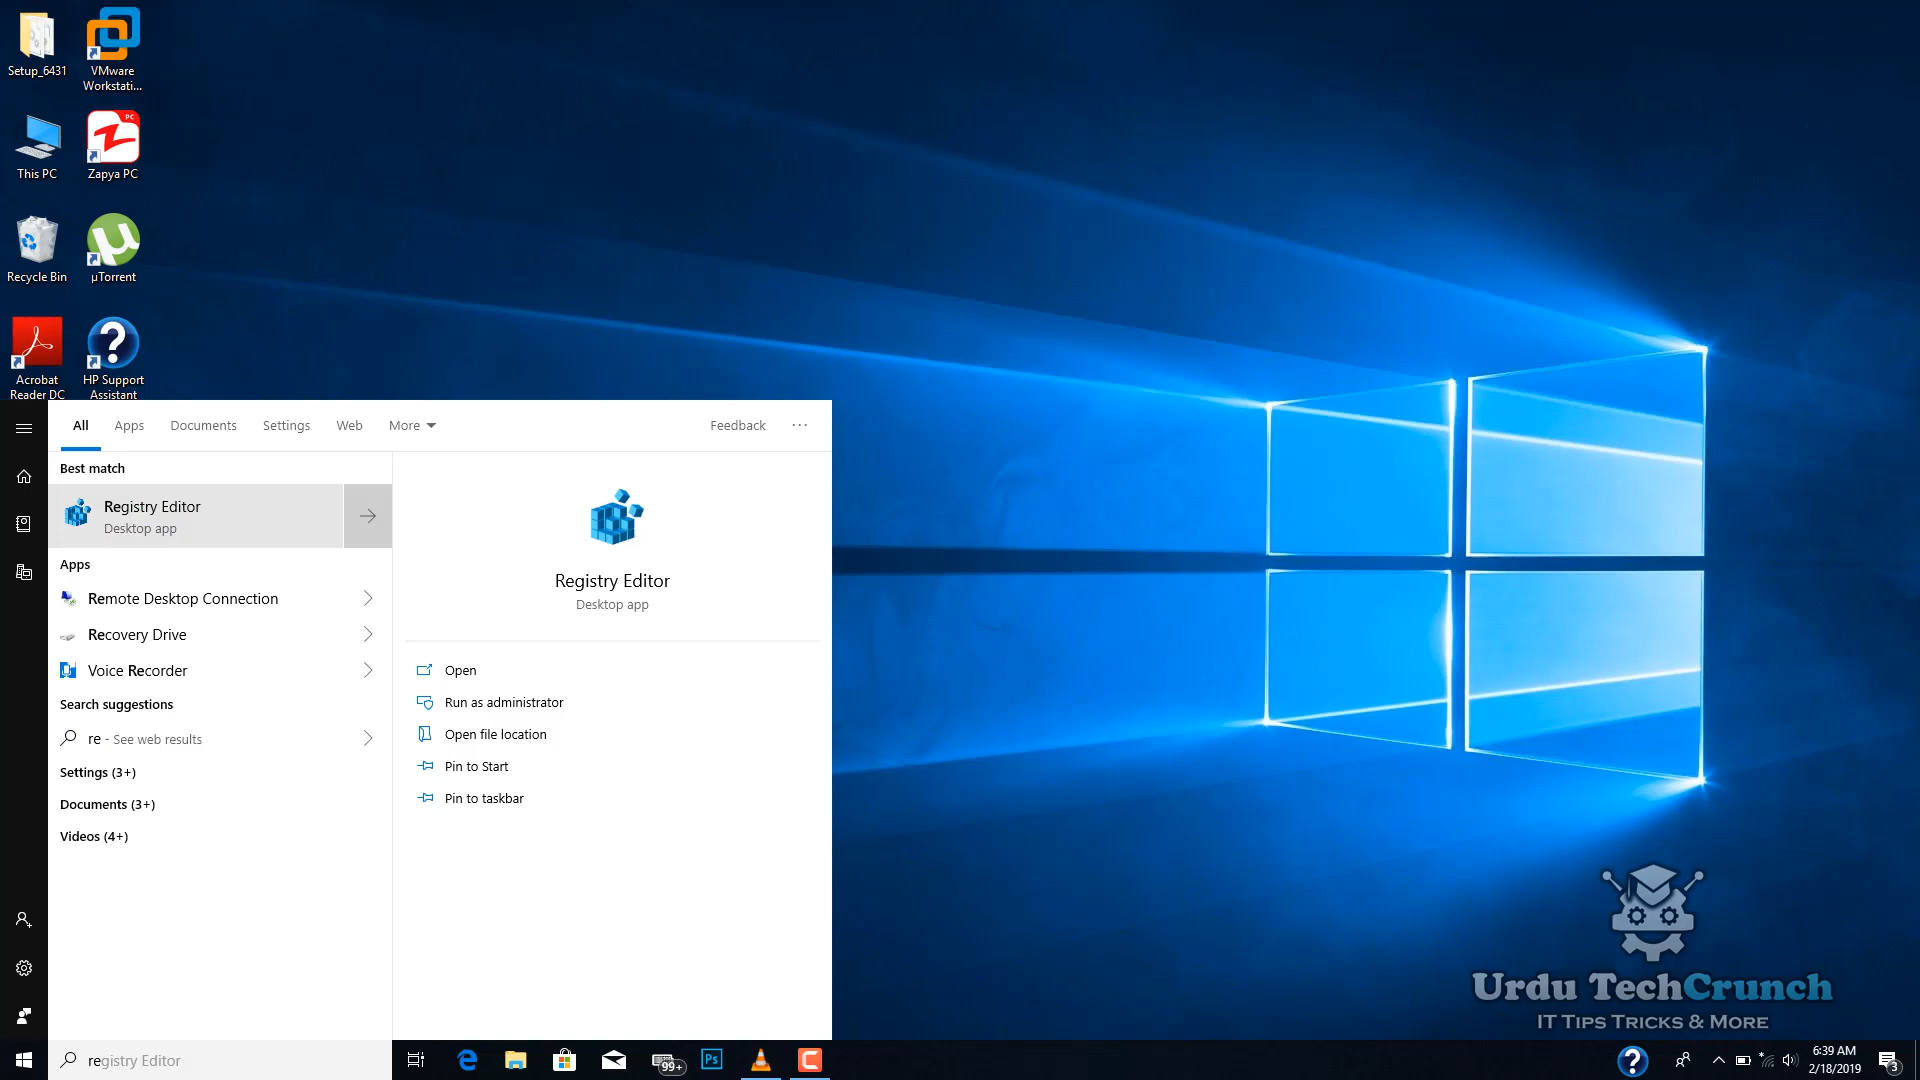 Setup_6431
VMware
Workstati...
PC
This PC
Zapya PC
Recycle Bin
µTorrent
Acrobat
Reader DC
HP Support
Assistant
All
Apps
Documents
Settings
Web
More
Feedback
Best match
Registry Editor
Desktop app
Apps
Remote Desktop Connection
Recovery Drive
Voice Recorder
Search suggestions
re - See web results
Settings (3+)
Documents (3+)
Videos (4+)
Registry Editor
Desktop app
Open
Run as administrator
Open file location
Pin to Start
Pin to taskbar
Urdu TechCrunch
IT Tips Tricks & More
registry Editor
99+
Ps
6:39 AM
2/18/2019
3